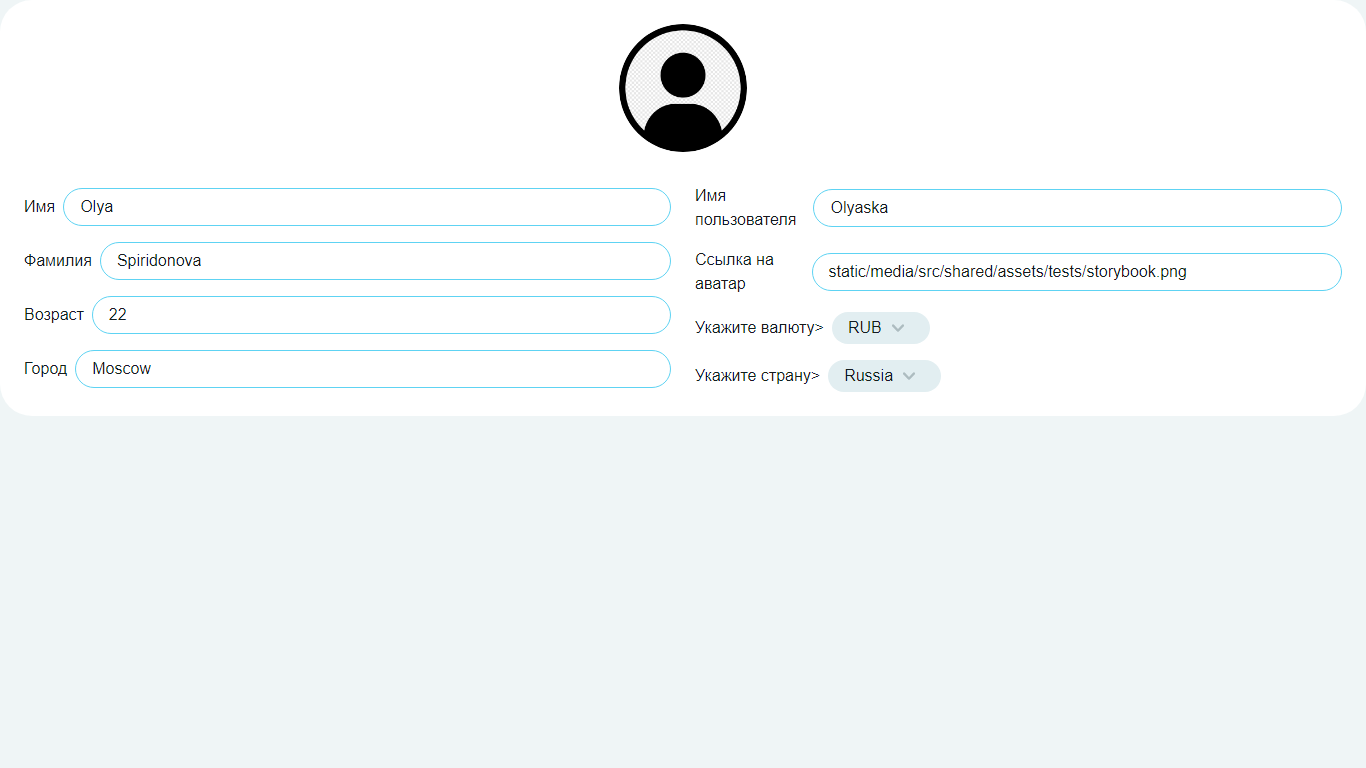 Имя
Olya
Фамилия
Spiridonova
Возраст
22
Город
Moscow
Имя
пользователя
Olyaska
Ссылка на
аватар
static/media/src/shared/assets/tests/storybook.png
Укажите валюту>
RUB
Укажите страну>
Russia